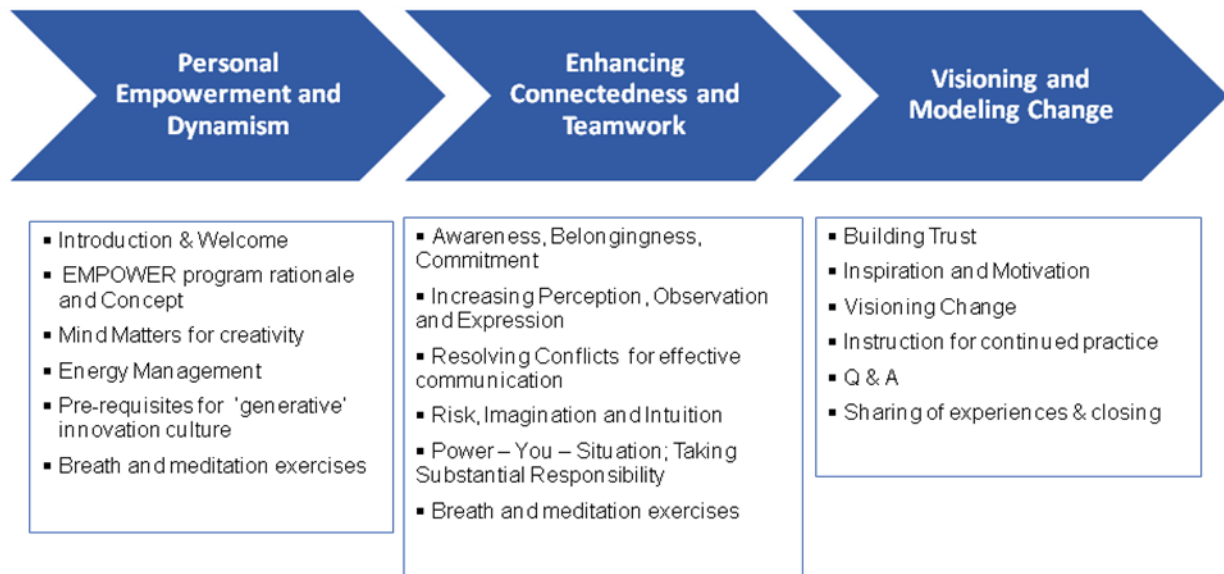 Personal
Empowerment and
Dynamism
Enhancing
Connectedness and
Teamwork
Visioning and
Modeling Change
▪ Introduction & Welcome
▪ EMPOWER program rationale
and Concept
▪ Mind Matters for creativity
▪ Energy Management
▪ Pre-requisites for 'generative'
innovation culture
▪ Breath and meditation exercises
▪ Awareness, Belongingness,
Commitment
▪ Increasing Perception, Observation
and Expression
▪ Resolving Conflicts for effective
communication
▪ Risk, Imagination and Intuition
▪ Power – You – Situation; Taking
Substantial Responsibility
▪ Breath and meditation exercises
▪ Building Trust
▪ Inspiration and Motivation
▪ Visioning Change
▪ Instruction for continued practice
▪ Q & A
▪ Sharing of experiences & closing